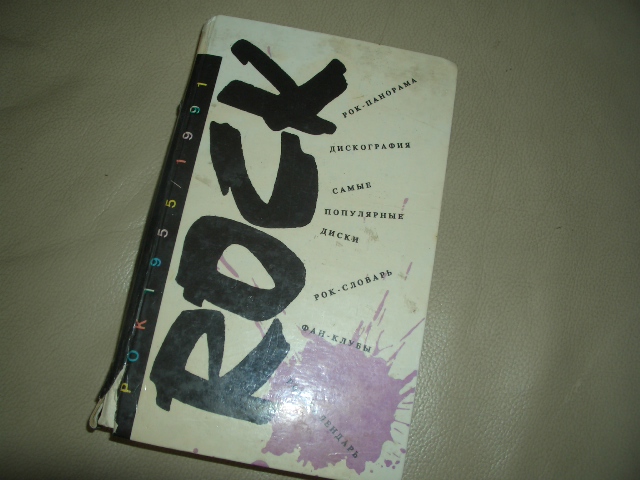 РОК 1955/1991
ROCK
РОК-ПАНОРАМА
ДИСКОГРАФИЯ
САМЫЕ
ПОПУЛЯРНЫЕ
ДИСКИ
РОК-СЛОВАРЬ
ФАН-КЛУБЫ